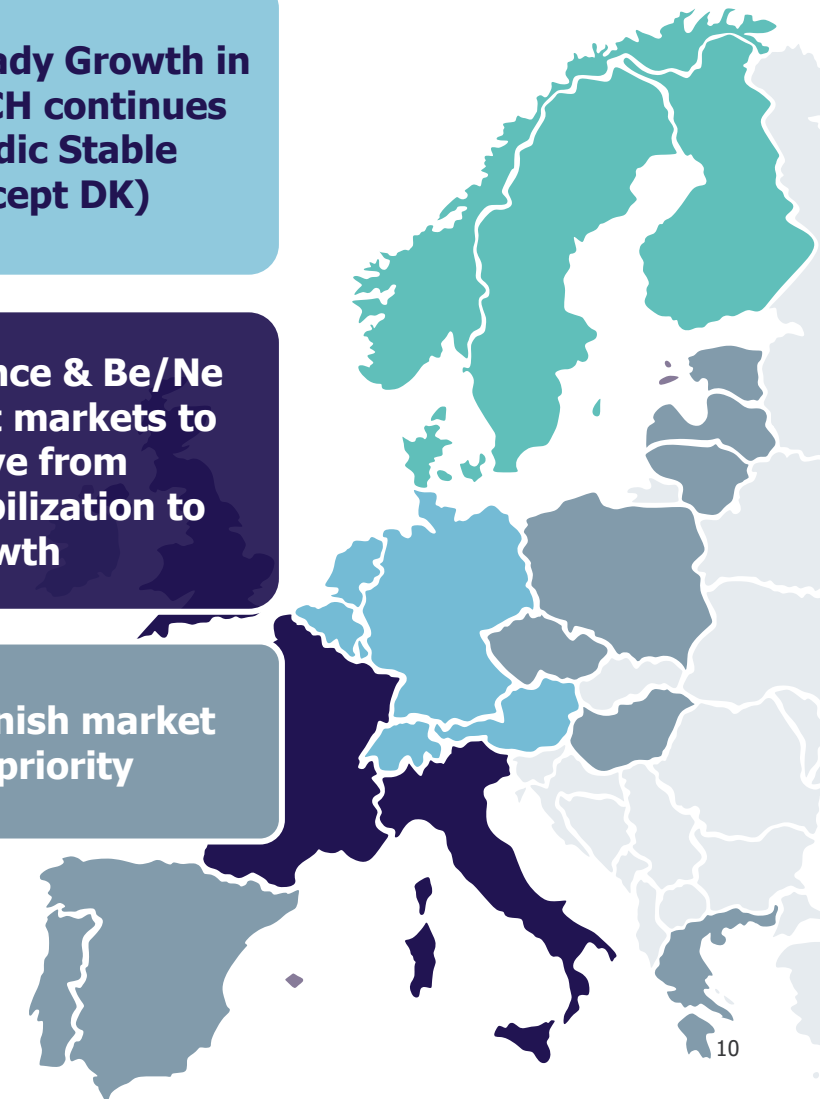 ady Growth in
CH continues
dic Stable
cept DK)
nce & Be/Ne
t markets to
ve from
bilization to
wth
nish market
priority
10